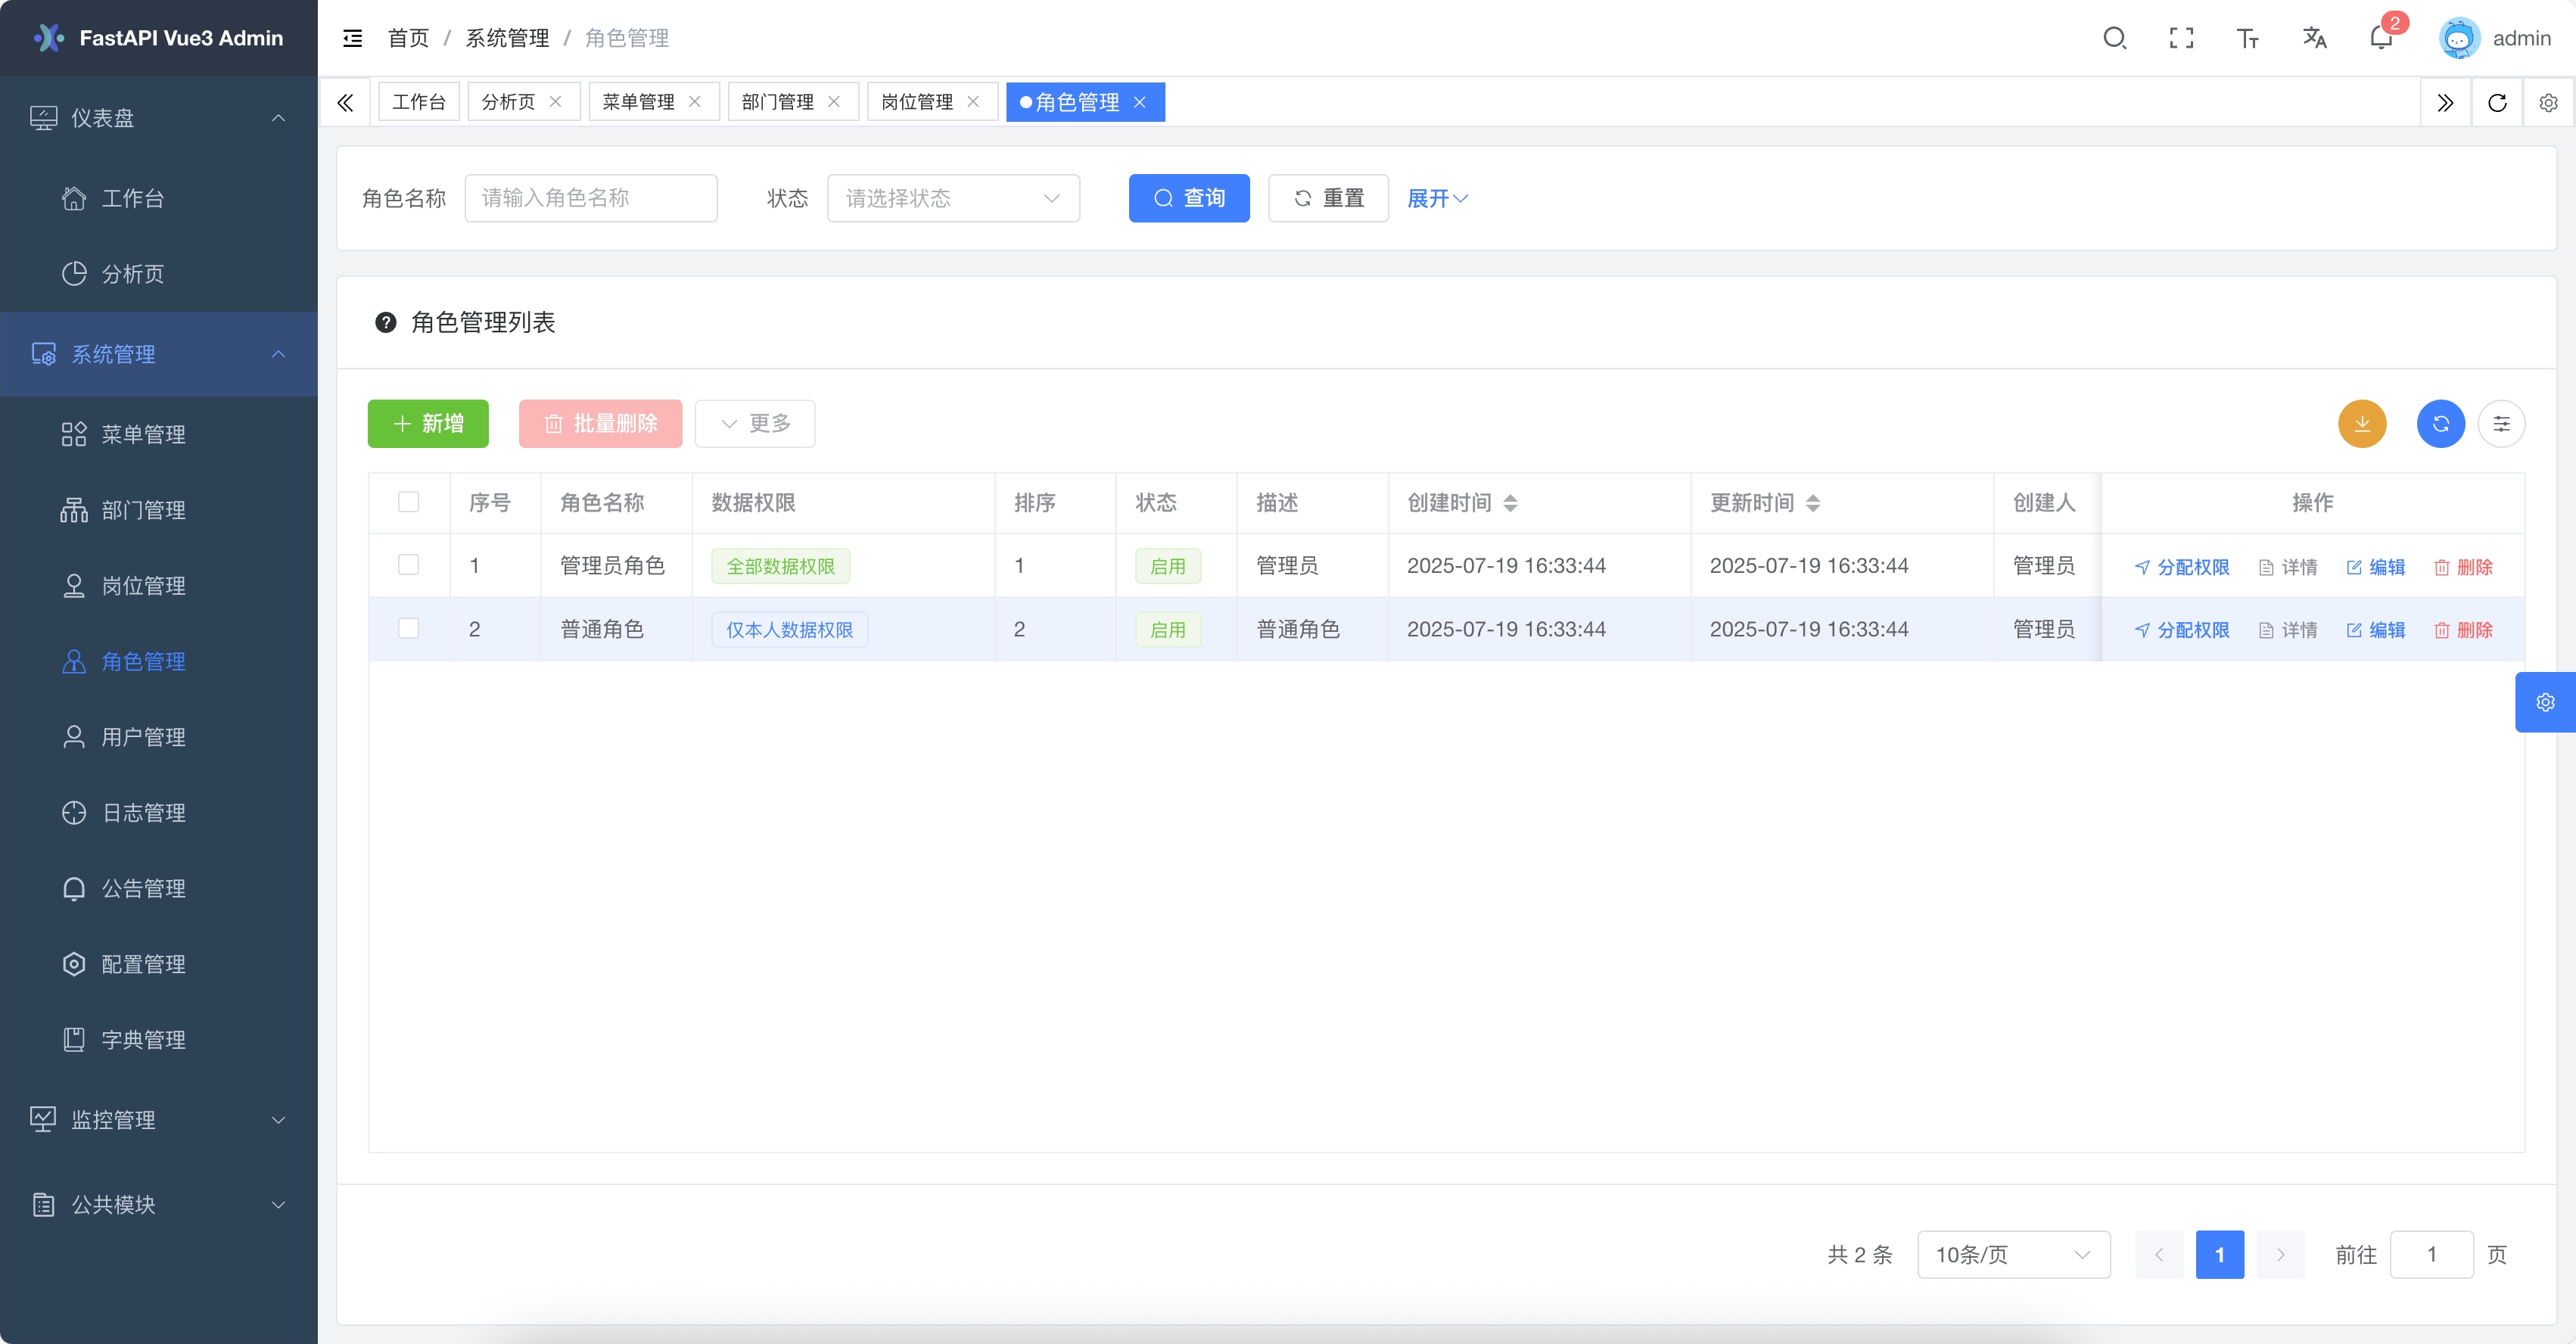 FastAPI Vue3 Admin
仪表盘
工作台
分析页
系统管理
菜单管理
部门管理
岗位管理
角色管理
用户管理
日志管理
公告管理
配置管理
字典管理
监控管理
公共模块
首页 / 系统管理 / 角色管理
2
admin
工作台 分析页 菜单管理 部门管理 岗位管理 角色管理
角色名称 请输入角色名称 状态 请选择状态 查询 重置 展开
角色管理列表
新增 批量删除 更多
序号 角色名称 数据权限 排序 状态 描述 创建时间 更新时间 创建人 操作
1 管理员角色 全部数据权限 1 启用 管理员 2025-07-19 16:33:44 2025-07-19 16:33:44 管理员 分配权限 详情 编辑 删除
2 普通角色 仅本人数据权限 2 启用 普通角色 2025-07-19 16:33:44 2025-07-19 16:33:44 管理员 分配权限 详情 编辑 删除
共 2 条 10条/页 1 前往 1 页